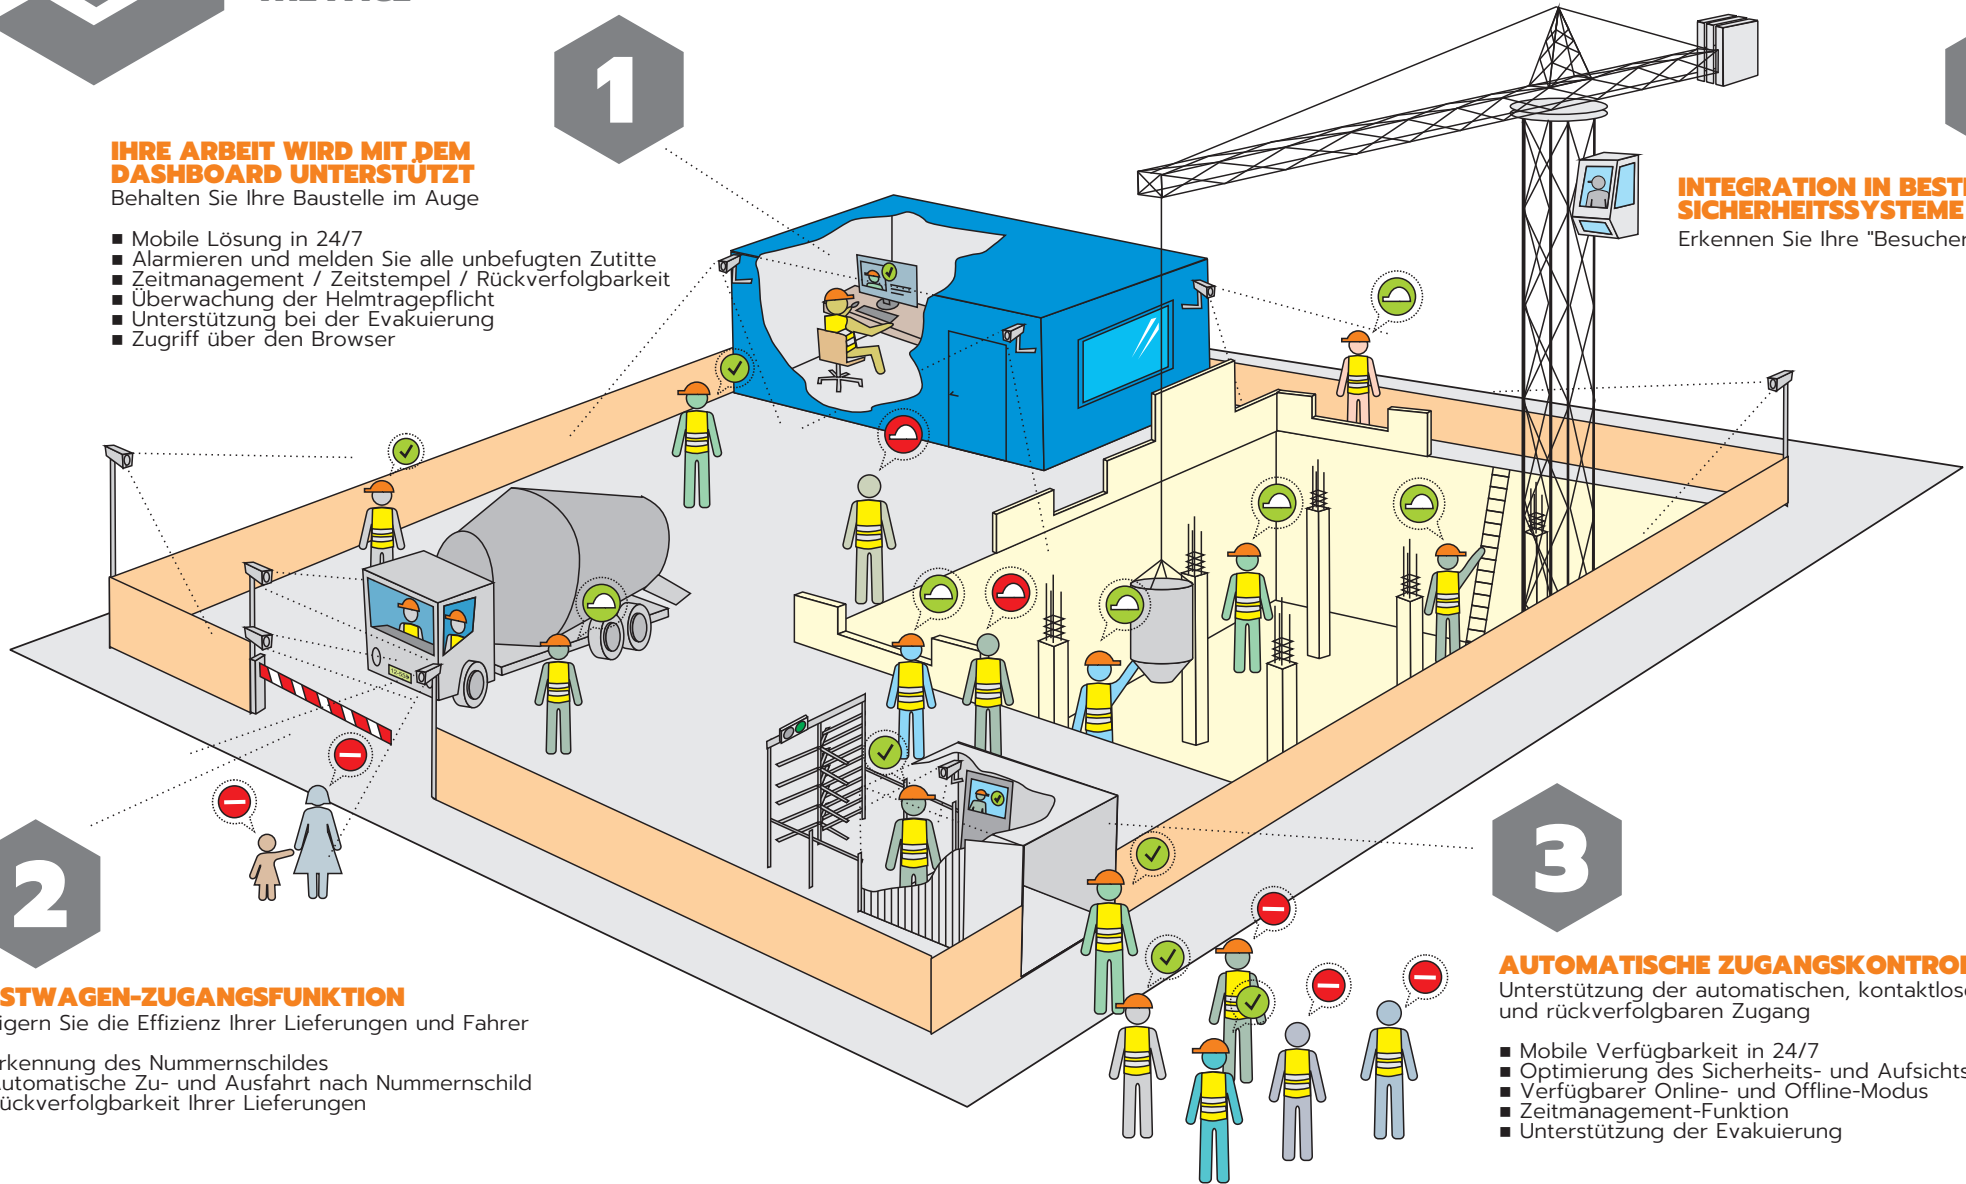 1
IHRE ARBEIT WIRD MIT DEM
DASHBOARD UNTERSTÜTZT
Behalten Sie Ihre Baustelle im Auge
■ Mobile Lösung in 24/7
■ Alarmieren und melden Sie alle unbefugten Zutitte
■ Zeitmanagement / Zeitstempel / Rückverfolgbarkeit
■ Überwachung der Helmtragepflicht
■ Unterstützung bei der Evakuierung
■ Zugriff über den Browser
INTEGRATION IN BEST
SICHERHEITSSYSTEME
Erkennen Sie Ihre "Besucher
2
STWAGEN-ZUGANGSFUNKTION
igern Sie die Effizienz Ihrer Lieferungen und Fahrer
rkennung des Nummernschildes
utomatische Zu- und Ausfahrt nach Nummernschild
ückverfolgbarkeit Ihrer Lieferungen
3
AUTOMATISCHE ZUGANGSKONTROL
Unterstützung der automatischen, kontaktlose
und rückverfolgbaren Zugang
■ Mobile Verfügbarkeit in 24/7
■ Optimierung des Sicherheits- und Aufsichts
■ Verfügbarer Online- und Offline-Modus
■ Zeitmanagement-Funktion
■ Unterstützung der Evakuierung